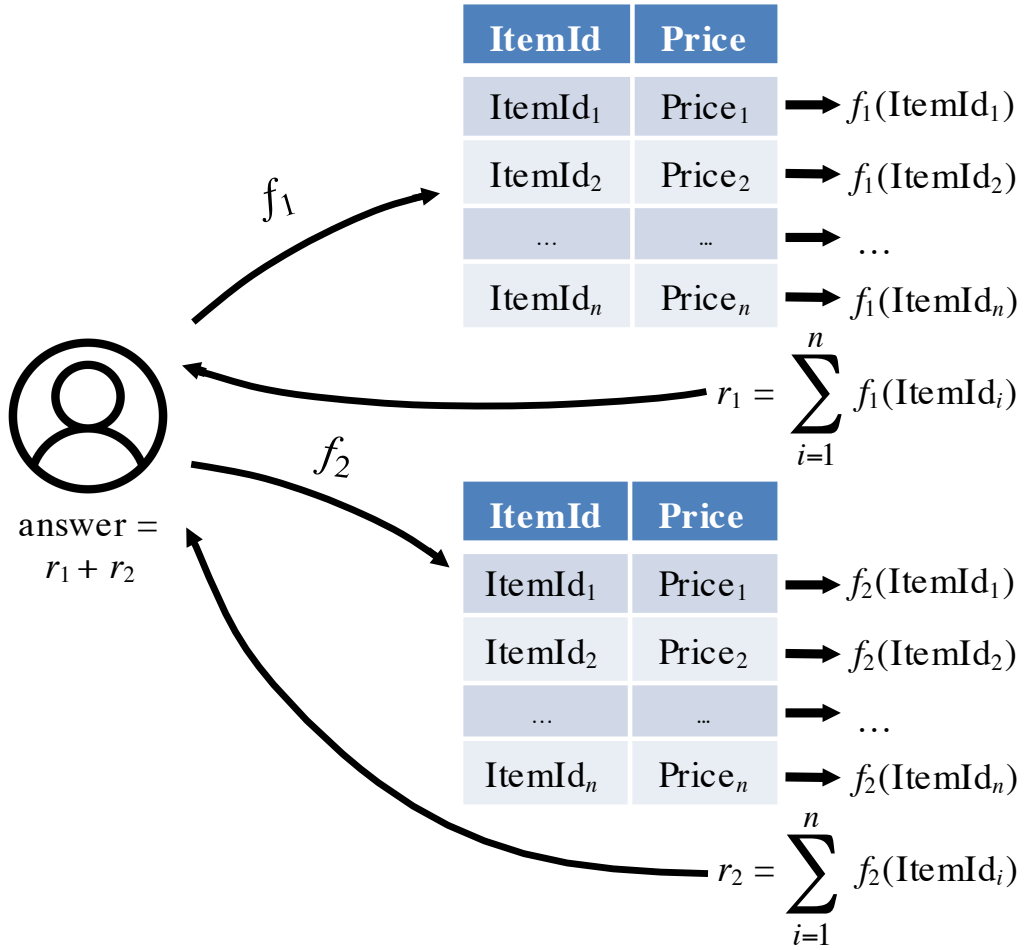 ItemId Price
ItemId₁ Price₁ f₁(ItemId₁)
ItemId₂ Price₂ f₁(ItemId₂)
... ... ...
ItemIdₙ Priceₙ f₁(ItemIdₙ)
f₁
r₁ = ∑ⁿᵢ₌₁ f₁(ItemIdᵢ)
f₂
answer =
r₁ + r₂
ItemId Price
ItemId₁ Price₁ f₂(ItemId₁)
ItemId₂ Price₂ f₂(ItemId₂)
... ... ...
ItemIdₙ Priceₙ f₂(ItemIdₙ)
r₂ = ∑ⁿᵢ₌₁ f₂(ItemIdᵢ)